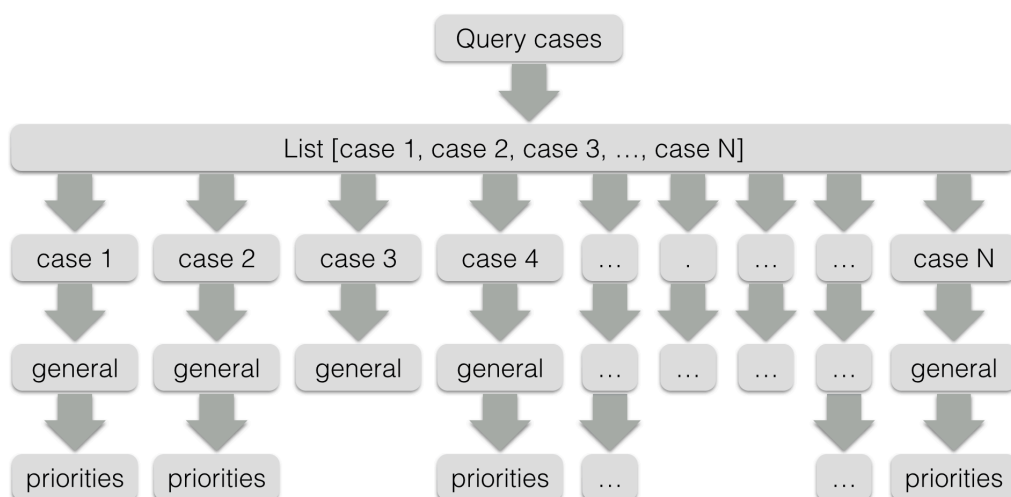 Query cases
List [case 1, case 2, case 3, ..., case N]
case 1 case 2 case 3 case 4 ... . ... ... case N
general general general general ... ... ... ... general
priorities priorities priorities ... ... priorities